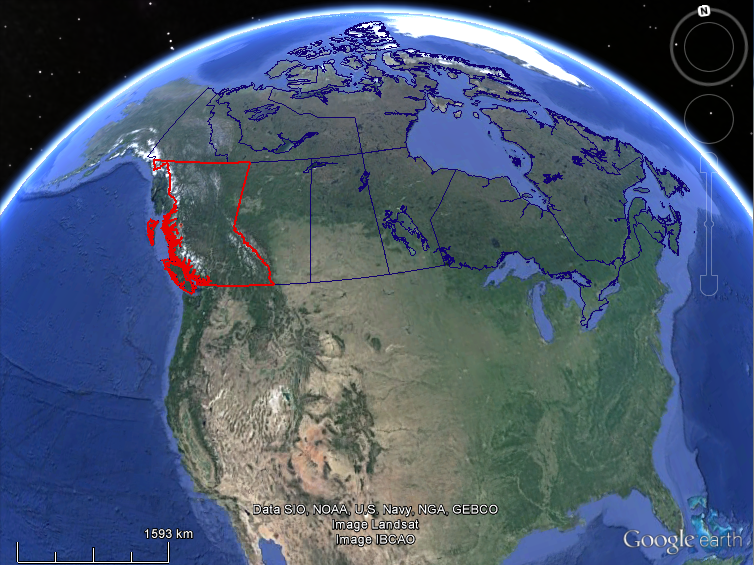 N
1593 km
Data SIO, NOAA, U.S. Navy, NGA, GEBCO
Image Landsat
Image IBCAO
Google earth